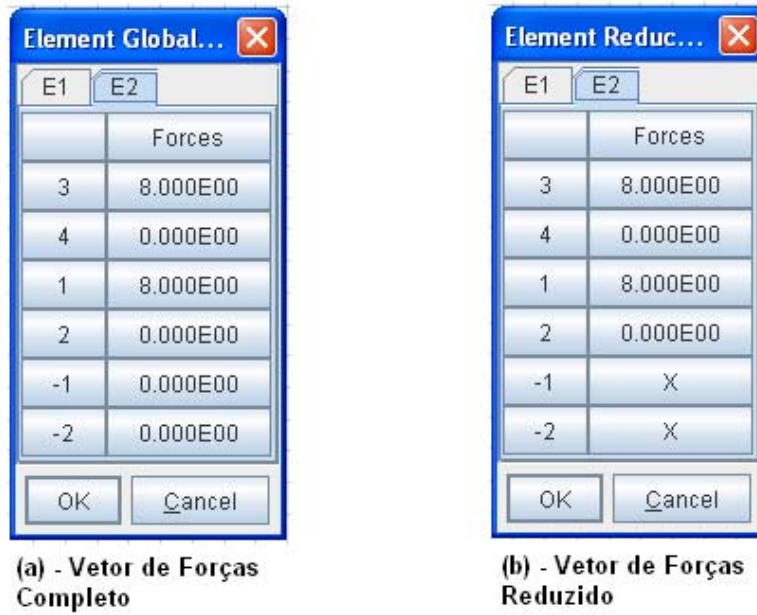 Element Global...
E1 E2
Forces
3 8.000E00
4 0.000E00
1 8.000E00
2 0.000E00
-1 0.000E00
-2 0.000E00
OK Cancel
(a) - Vetor de Forças
Completo
Element Reduc...
E1 E2
Forces
3 8.000E00
4 0.000E00
1 8.000E00
2 0.000E00
-1 X
-2 X
OK Cancel
(b) - Vetor de Forças
Reduzido